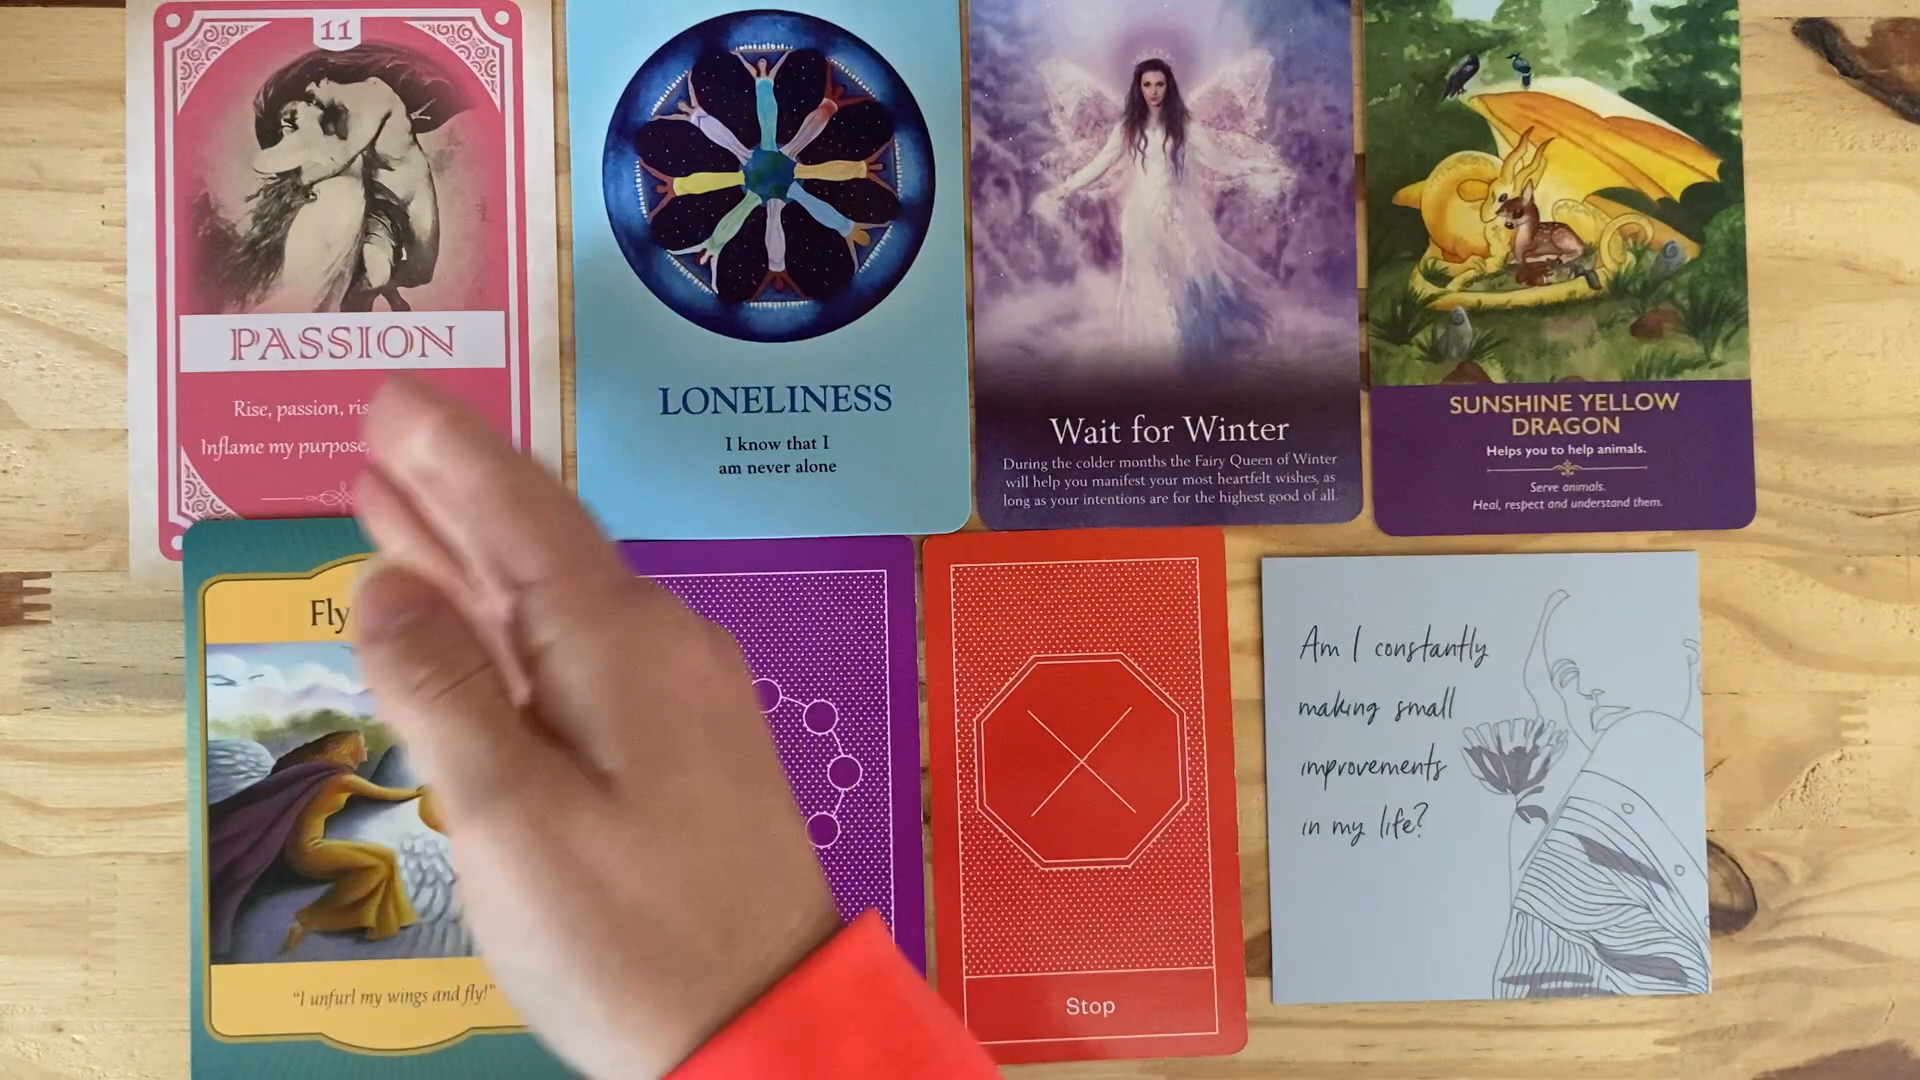 11
PASSION
Rise, passion, ris
Inflame my purpose,
LONELINESS
I know that I
am never alone
Wait for Winter
During the colder months the Fairy Queen of Winter
will help you manifest your most heartfelt wishes, as
long as your intentions are for the highest good of all.
SUNSHINE YELLOW
DRAGON
Helps you to help animals.
Serve animals.
Heal, respect and understand them.
Fly
"I unfurl my wings and fly!"
Stop
Am I constantly
making small
improvements
in my life?